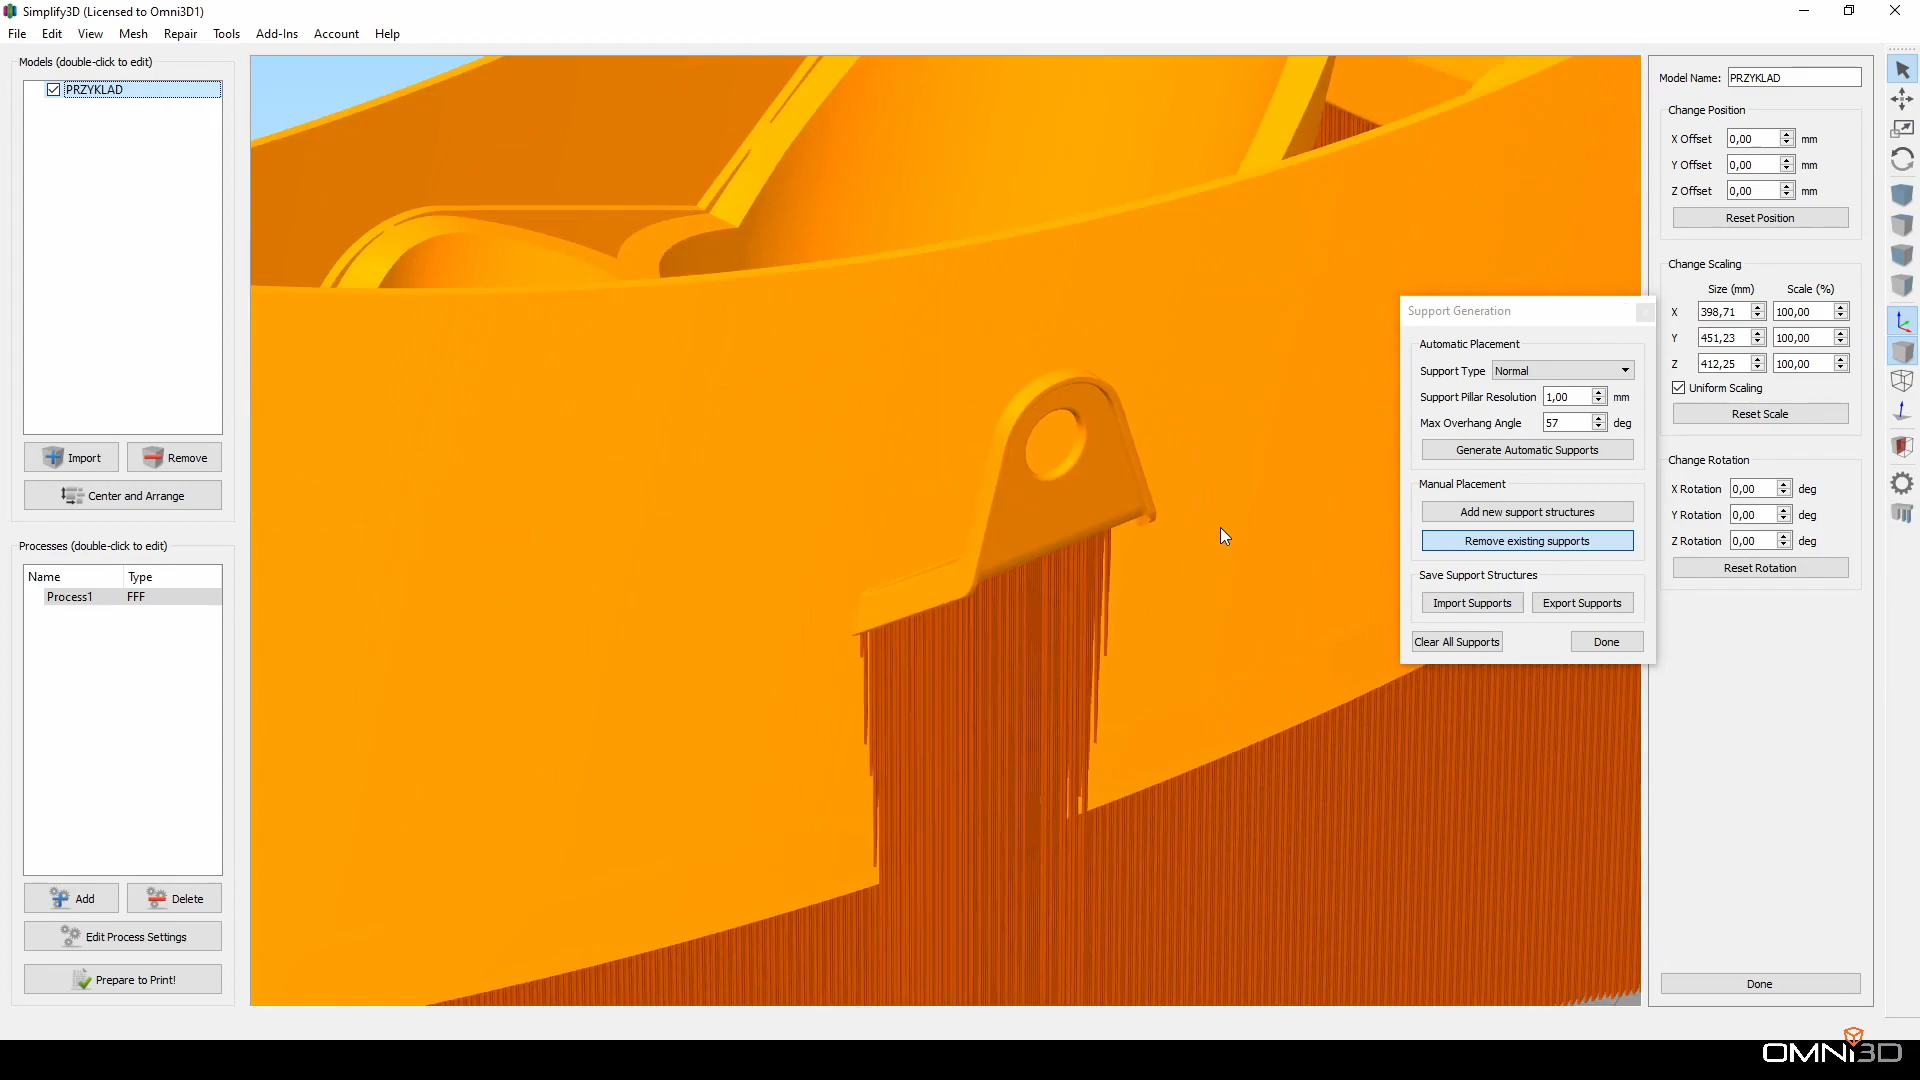 Simplify3D (Licensed to Omni3D1)
File Edit View Mesh Repair Tools Add-Ins Account Help
Models (double-click to edit)
PRZYKLAD
Import Remove
Center and Arrange
Processes (double-click to edit)
Name Type
Process1 FFF
Add Delete
Edit Process Settings
Prepare to Print!
Support Generation
Automatic Placement
Support Type Normal
Support Pillar Resolution 1,00 mm
Max Overhang Angle 57 deg
Generate Automatic Supports
Manual Placement
Add new support structures
Remove existing supports
Save Support Structures
Import Supports Export Supports
Clear All Supports Done
Model Name: PRZYKLAD
Change Position
X Offset 0,00 mm
Y Offset 0,00 mm
Z Offset 0,00 mm
Reset Position
Change Scaling
Size (mm) Scale (%)
X 398,71 100,00
Y 451,23 100,00
Z 412,25 100,00
Uniform Scaling
Reset Scale
Change Rotation
X Rotation 0,00 deg
Y Rotation 0,00 deg
Z Rotation 0,00 deg
Reset Rotation
Done
OMNI3D